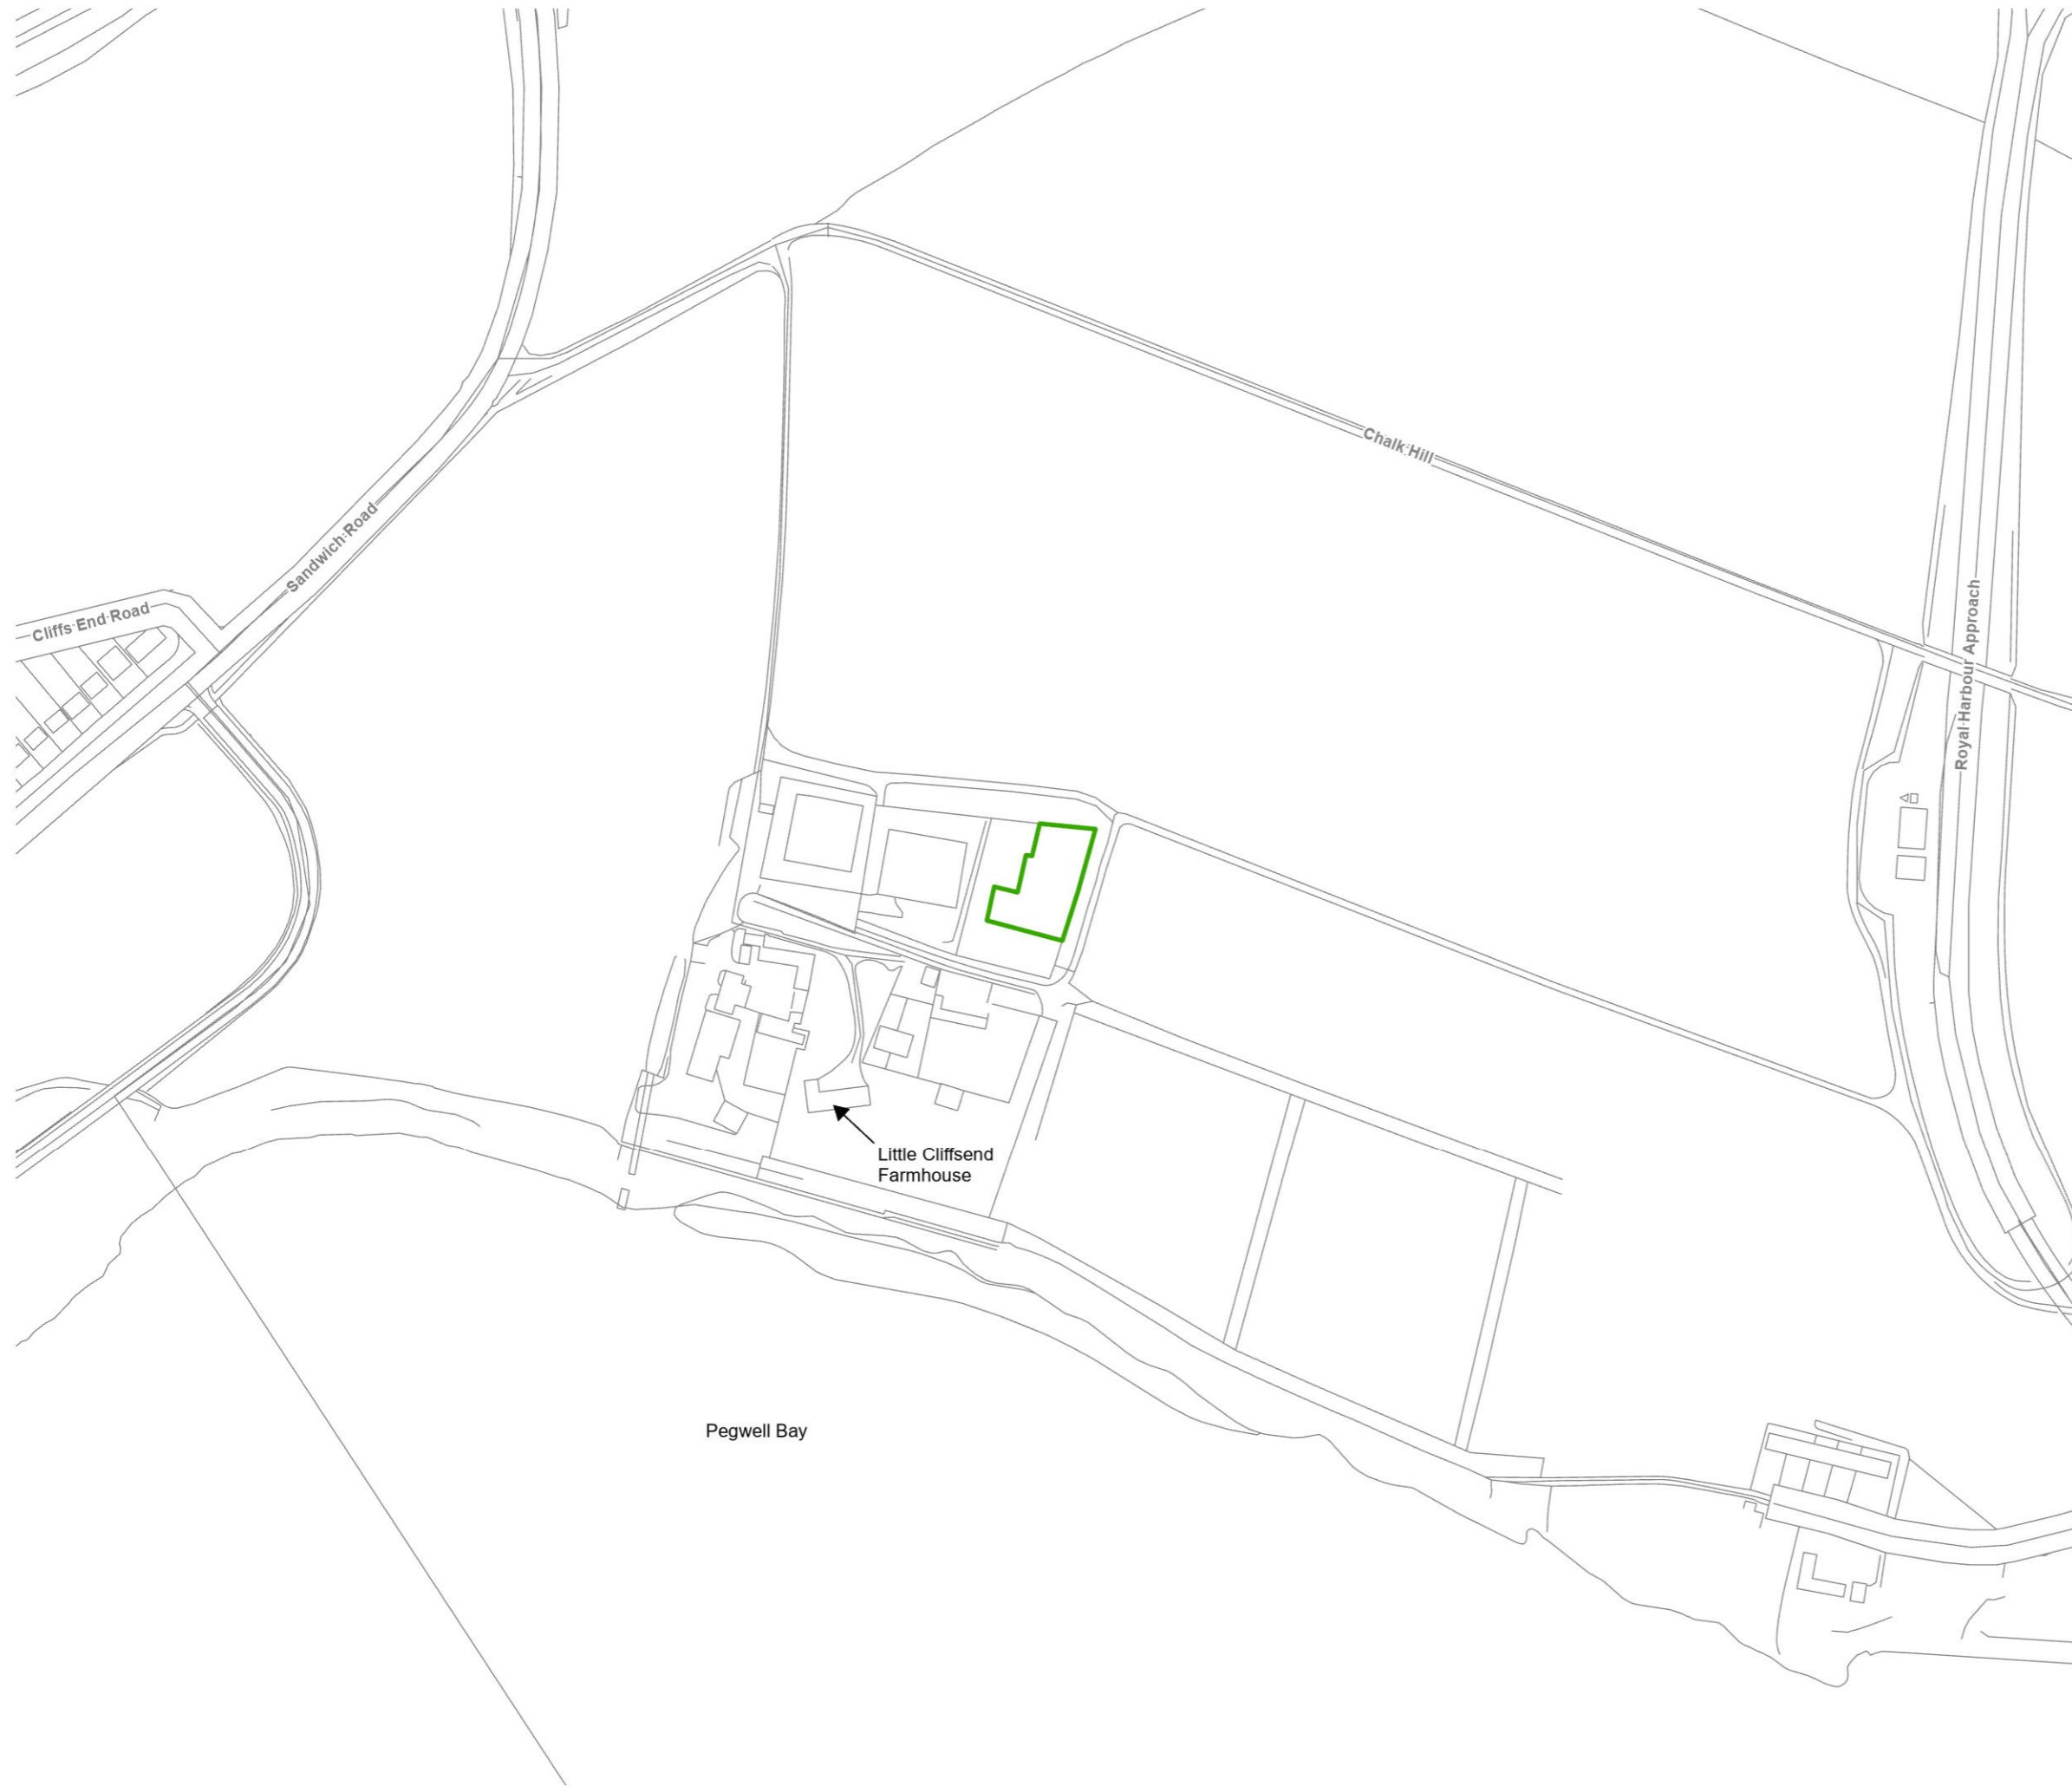 Chalk Hill
Sandwich Road
Cliffs End Road
Royal Harbour Approach
Little Cliffsend
Farmhouse
Pegwell Bay